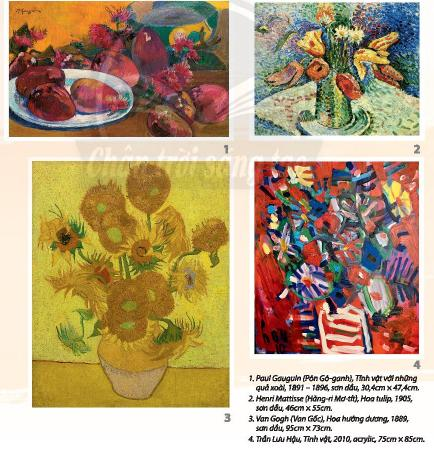 1
2
Chân trời sáng tạo
3
4
1. Paul Gauguin (Pôn Gô-ganh), Tĩnh vật với những
quả xoài, 1891 – 1896, sơn dầu, 30,4cm × 47,4cm.
2. Henri Mattisse (Hăng-ri Ma-tít), Hoa tulip, 1905,
sơn dầu, 46cm × 55cm.
3. Van Gogh (Van Gốc), Hoa hướng dương, 1889,
sơn dầu, 95cm × 73cm.
4. Trần Lưu Hậu, Tĩnh vật, 2010, acrylic, 75cm × 85cm.